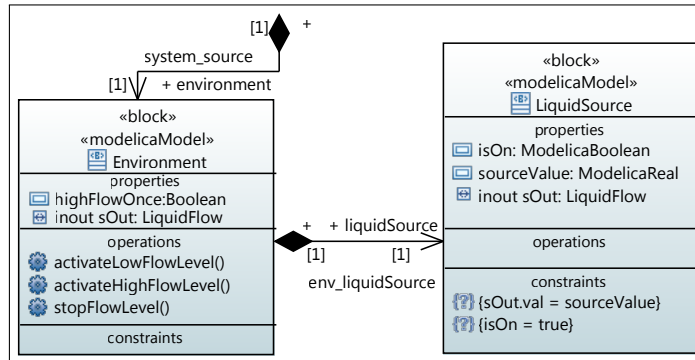 [1] +
system_source
[1] + environment
«block»
«modelicaModel»
Environment
properties
highFlowOnce:Boolean
inout sOut: LiquidFlow
operations
activateLowFlowLevel()
activateHighFlowLevel()
stopFlowLevel()
constraints
+ + liquidSource
[1] [1]
env_liquidSource
«block»
«modelicaModel»
LiquidSource
properties
isOn: ModelicaBoolean
sourceValue: ModelicaReal
inout sOut: LiquidFlow
operations
constraints
{?} {sOut.val = sourceValue}
{?} {isOn = true}